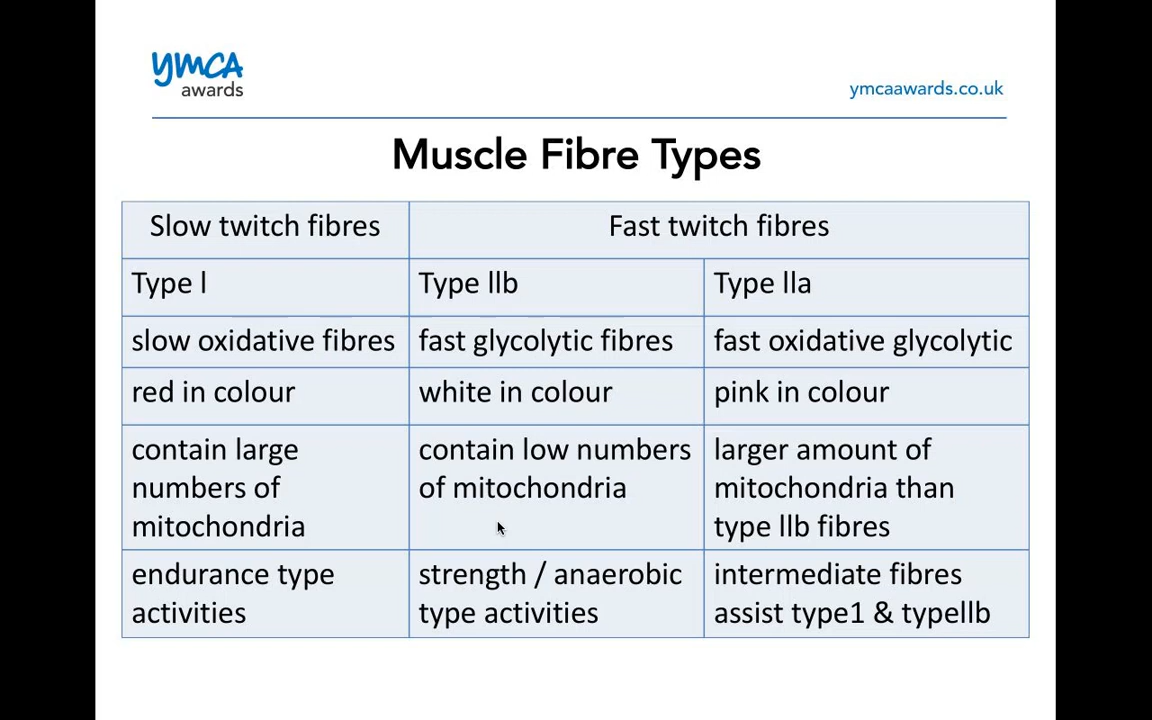 ymca
awards
ymcaawards.co.uk
Muscle Fibre Types
Slow twitch fibres
Fast twitch fibres
Type l
Type llb
Type lla
slow oxidative fibres
fast glycolytic fibres
fast oxidative glycolytic
red in colour
white in colour
pink in colour
contain large
numbers of
mitochondria
contain low numbers
of mitochondria
larger amount of
mitochondria than
type llb fibres
endurance type
activities
strength / anaerobic
type activities
intermediate fibres
assist type1 & typellb